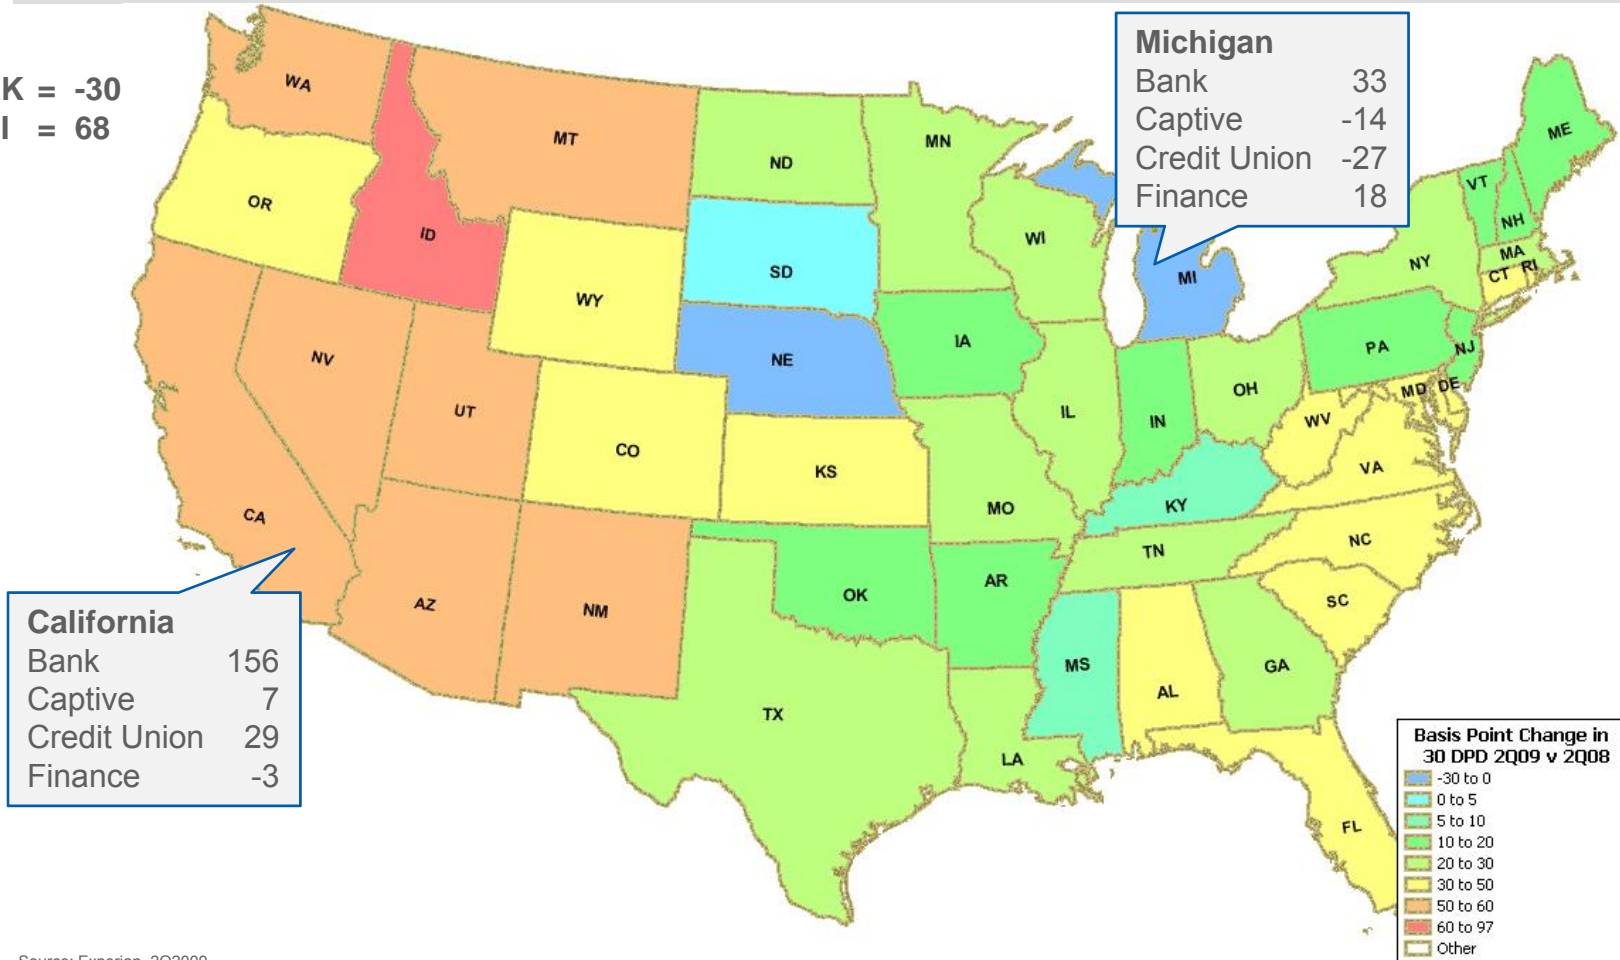 K = -30
I = 68
Michigan
Bank 33
Captive -14
Credit Union -27
Finance 18
WA
MT
ND
MN
ME
VT
NH
OR
ID
SD
WI
NY
MA
CT RI
WY
MI
NE
IA
PA
NJ
NV
UT
CO
KS
IL
IN
OH
MD DE
WV
VA
MO
KY
CA
NC
TN
AZ
NM
OK
AR
SC
MS
AL
GA
TX
LA
FL
California
Bank 156
Captive 7
Credit Union 29
Finance -3
Basis Point Change in
30 DPD 2Q09 v 2Q08
-30 to 0
0 to 5
5 to 10
10 to 20
20 to 30
30 to 50
50 to 60
60 to 97
Other
Source: Experian 2Q2009